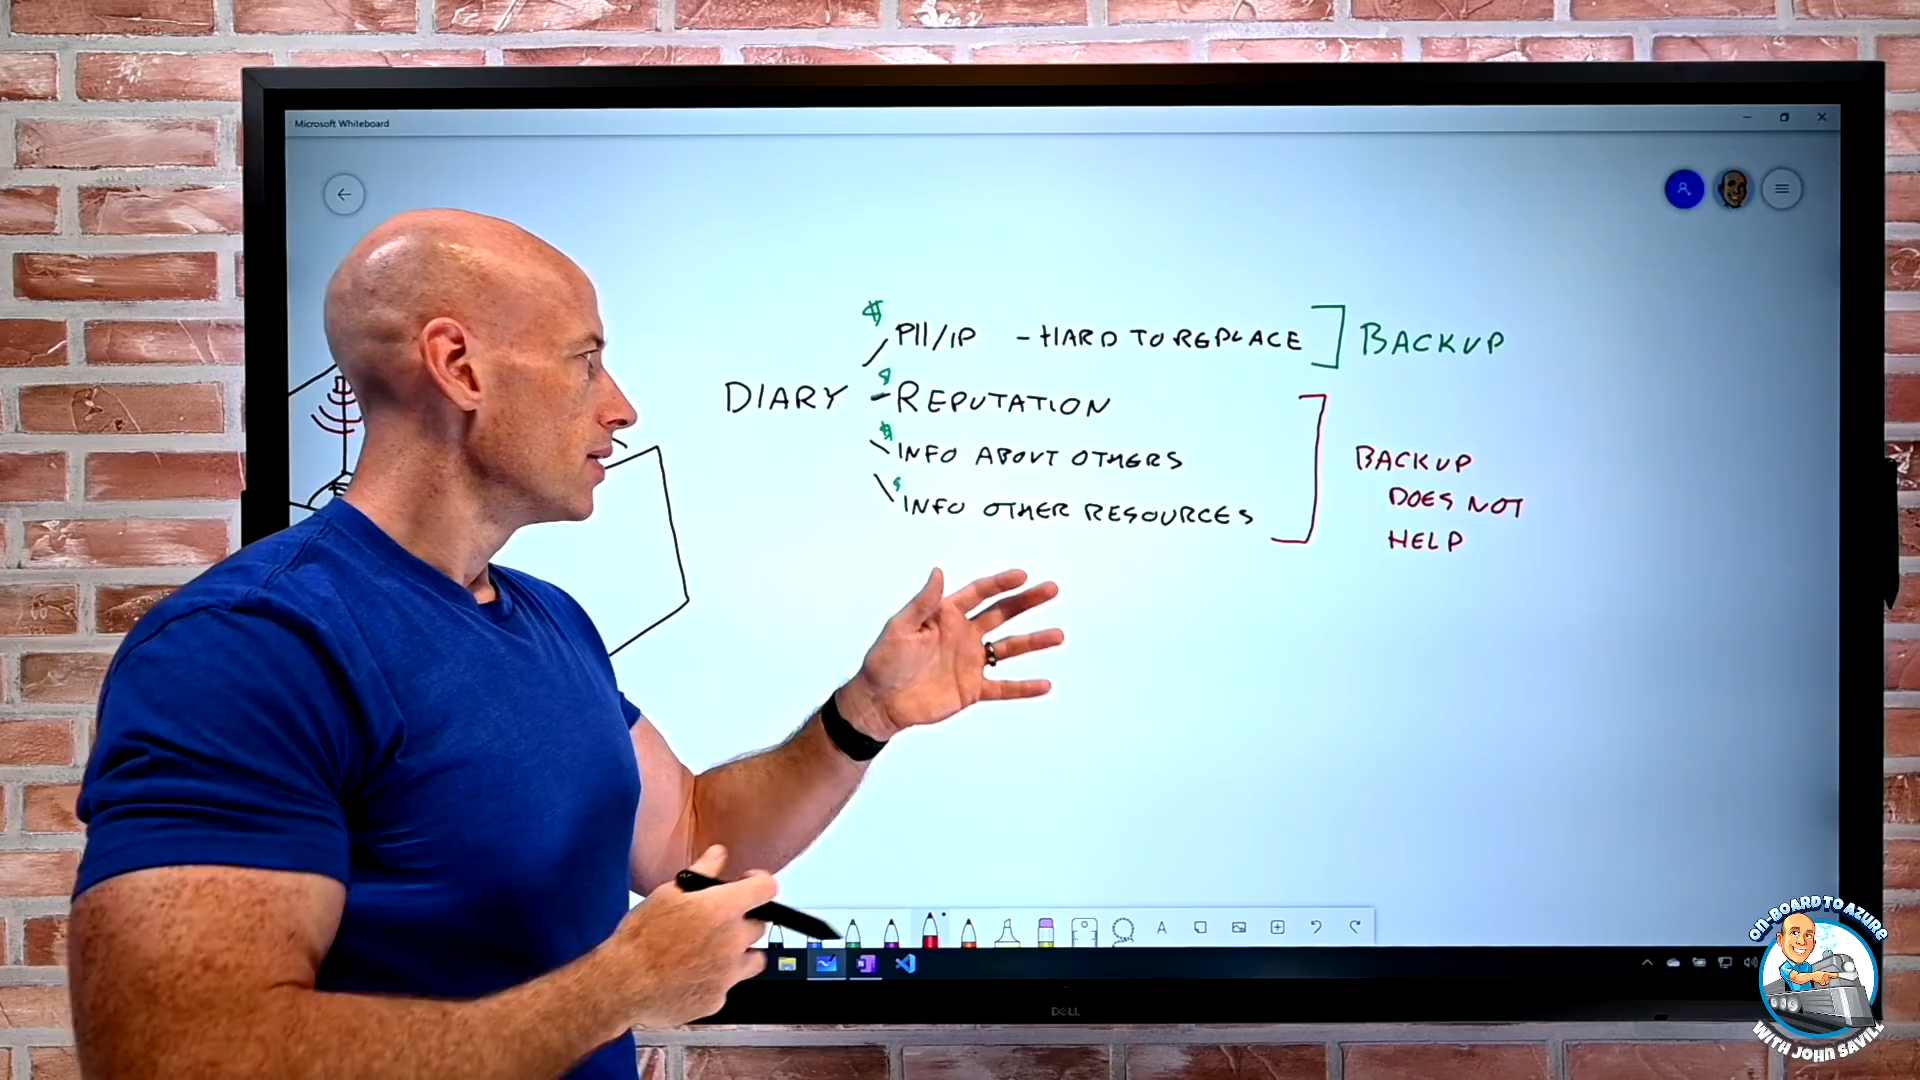 Microsoft Whiteboard
$
PII/IP - HARD TO REPLACE
BACKUP
DIARY
$
REPUTATION
$
INFO ABOUT OTHERS
$
INFO OTHER RESOURCES
BACKUP
DOES NOT
HELP
A
DELL
ON-BOARD TO AZURE
WITH JOHN SAVILL